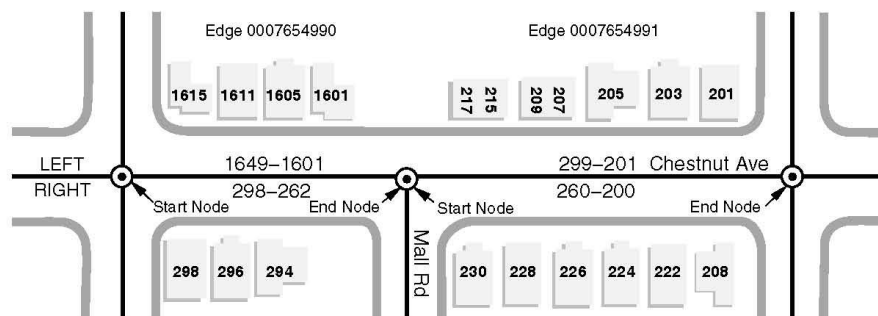 Edge 0007654990
Edge 0007654991
1615 1611 1605 1601
217 215 209 207 205 203 201
LEFT 1649–1601 299–201 Chestnut Ave
RIGHT 298–262 260–200
Start Node End Node Start Node End Node
298 296 294
Mall Rd
230 228 226 224 222 208